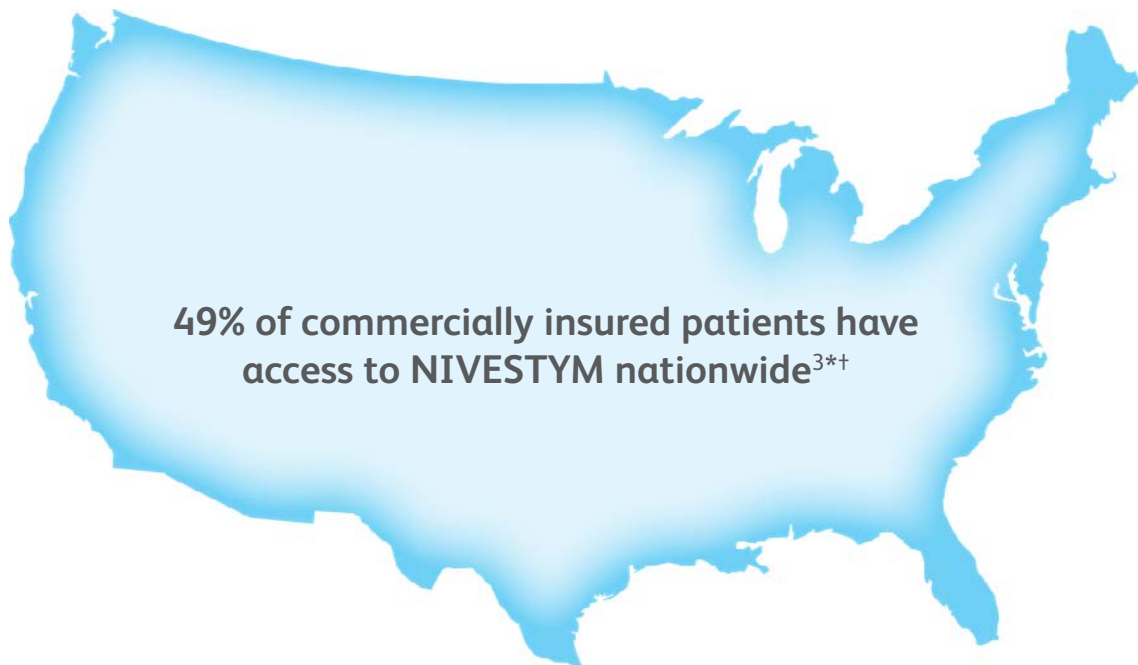 49% of commercially insured patients have
access to NIVESTYM nationwide³*†